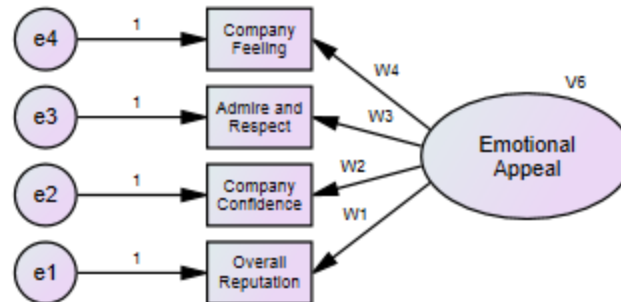 e4
1
Company
Feeling
W4
V6
e3
1
Admire and
Respect
W3
Emotional
Appeal
e2
1
Company
Confidence
W2
W1
e1
1
Overall
Reputation